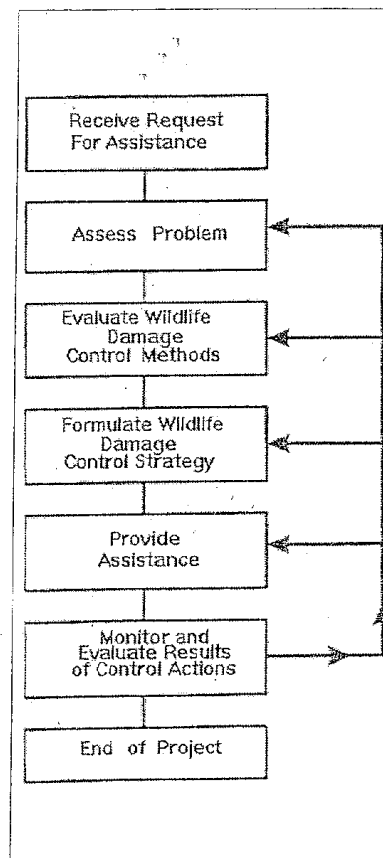 Receive Request
For Assistance
Assess Problem
Evaluate Wildlife
Damage
Control Methods
Formulate Wildlife
Damage
Control Strategy
Provide
Assistance
Monitor and
Evaluate Results
of Control Actions
End of Project